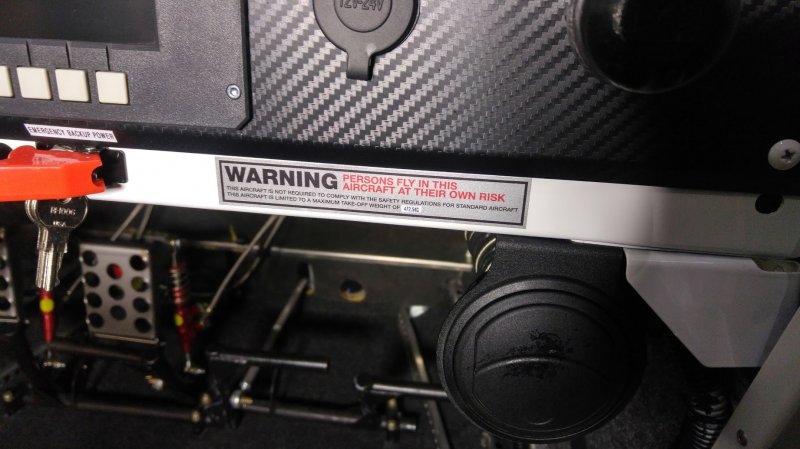 12V-24V
EMERGENCY BACKUP POWER
WARNING
PERSONS FLY IN THIS
AIRCRAFT AT THEIR OWN RISK
THIS AIRCRAFT IS NOT REQUIRED TO COMPLY WITH THE SAFETY REGULATIONS FOR STANDARD AIRCRAFT
THIS AIRCRAFT IS LIMITED TO A MAXIMUM TAKE-OFF WEIGHT OF